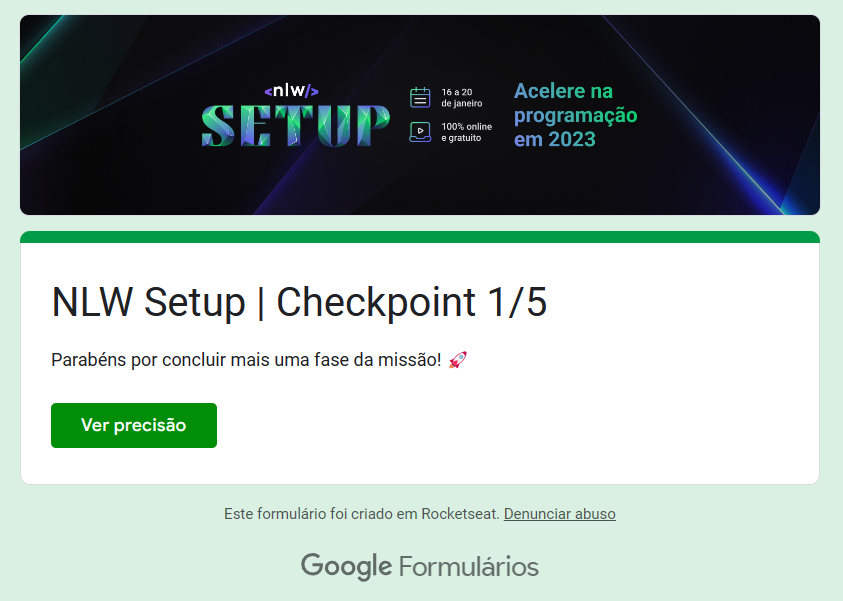 <nlw/>
SETUP
16 a 20
de janeiro
100% online
e gratuito
Acelere na
programação
em 2023
NLW Setup | Checkpoint 1/5
Parabéns por concluir mais uma fase da missão! 🚀
Ver precisão
Este formulário foi criado em Rocketseat. Denunciar abuso
Google Formulários